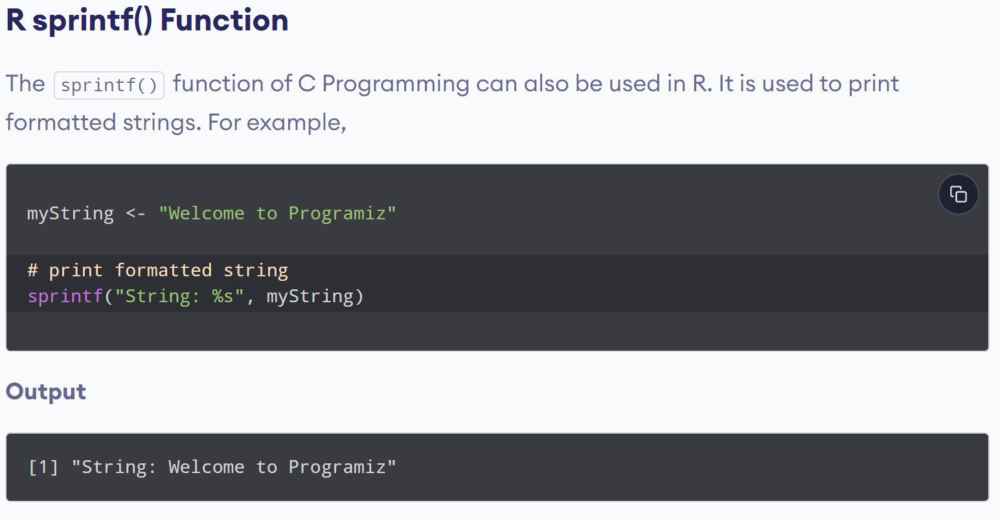 R sprintf() Function
The sprintf() function of C Programming can also be used in R. It is used to print
formatted strings. For example,
myString <- "Welcome to Programiz"
# print formatted string
sprintf("String: %s", myString)
Output
[1] "String: Welcome to Programiz"